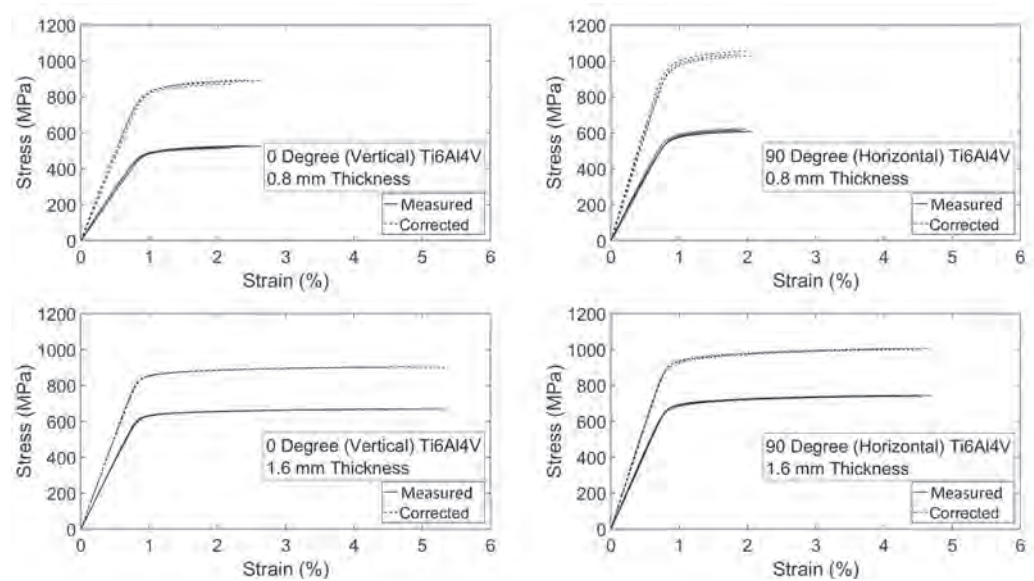 1200
1000
800
600
400
200
0
Stress (MPa)
0 Degree (Vertical) Ti6Al4V
0.8 mm Thickness
Measured
Corrected
0 1 2 3 4 5 6
Strain (%)
1200
1000
800
600
400
200
0
Stress (MPa)
90 Degree (Horizontal) Ti6Al4V
0.8 mm Thickness
Measured
Corrected
0 1 2 3 4 5 6
Strain (%)
1200
1000
800
600
400
200
0
Stress (MPa)
0 Degree (Vertical) Ti6Al4V
1.6 mm Thickness
Measured
Corrected
0 1 2 3 4 5 6
Strain (%)
1200
1000
800
600
400
200
0
Stress (MPa)
90 Degree (Horizontal) Ti6Al4V
1.6 mm Thickness
Measured
Corrected
0 1 2 3 4 5 6
Strain (%)